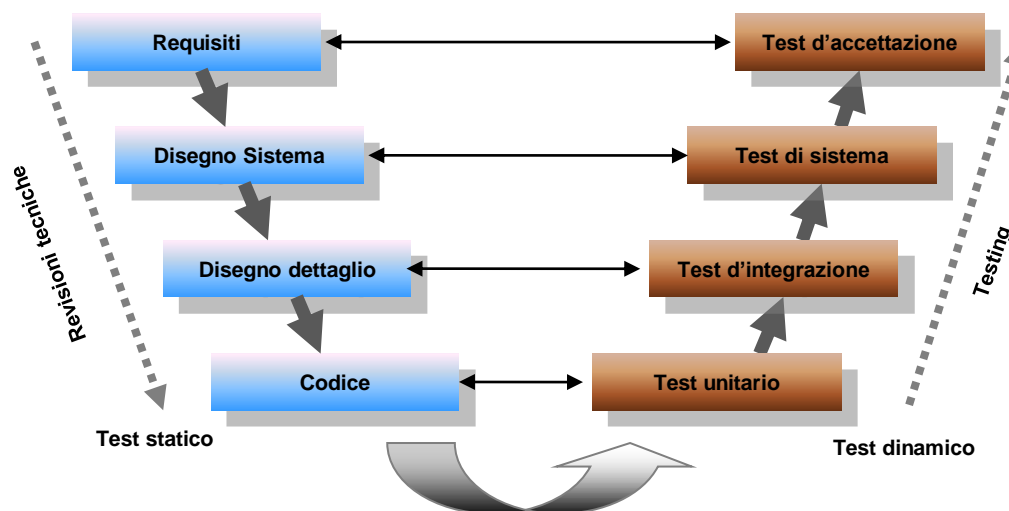 Requisiti
Test d'accettazione
Disegno Sistema
Test di sistema
Revisioni tecniche
Disegno dettaglio
Test d'integrazione
Testing
Codice
Test unitario
Test statico
Test dinamico